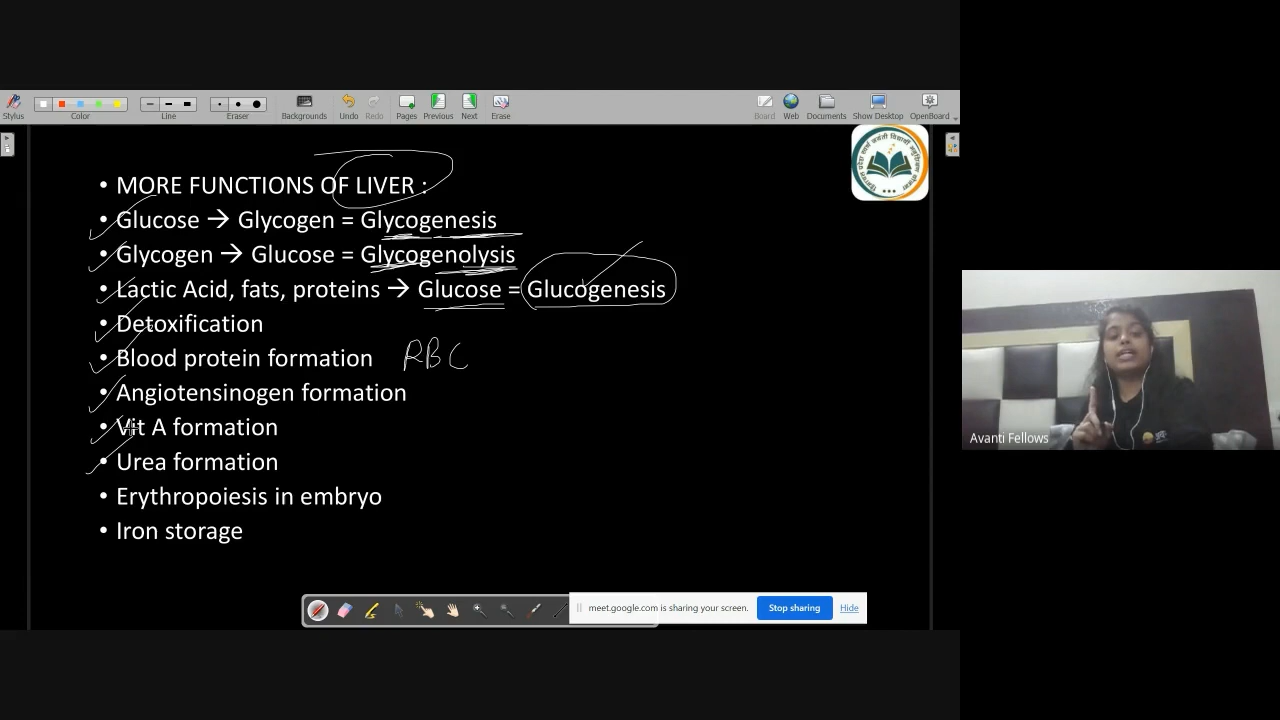 Stylus
Color
Line
Eraser
Backgrounds
Undo
Redo
Pages
Previous
Next
Erase
Board
Web
Documents
Show Desktop
OpenBoard
• MORE FUNCTIONS OF LIVER :
• Glucose → Glycogen = Glycogenesis
• Glycogen → Glucose = Glycogenolysis
• Lactic Acid, fats, proteins → Glucose = Glucogenesis
• Detoxification
• Blood protein formation RBC
• Angiotensinogen formation
• Vit A formation
• Urea formation
• Erythropoiesis in embryo
• Iron storage
Avanti Fellows
meet.google.com is sharing your screen.
Stop sharing
Hide